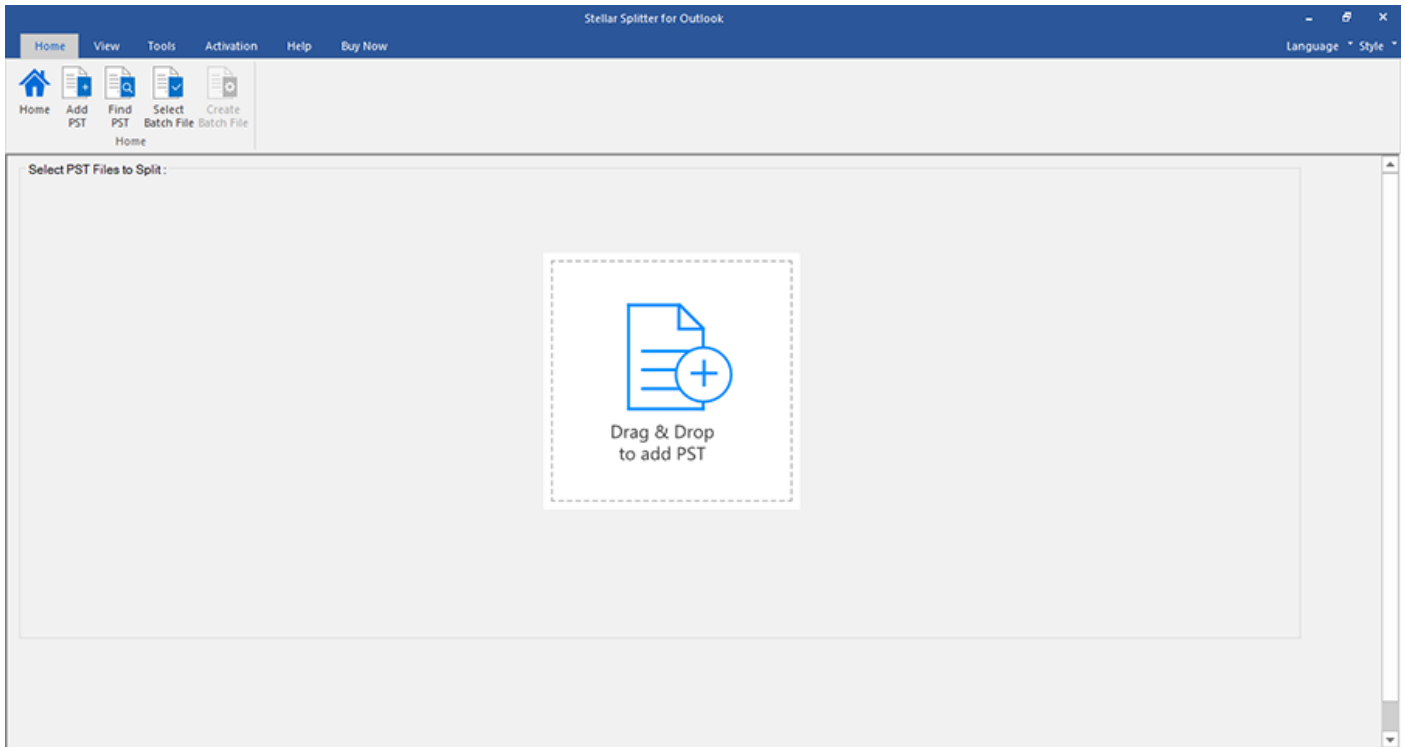 Stellar Splitter for Outlook
Home View Tools Activation Help Buy Now Language Style
Home Add PST Find PST Select Batch File Create Batch File
Home
Select PST Files to Split :
Drag & Drop
to add PST